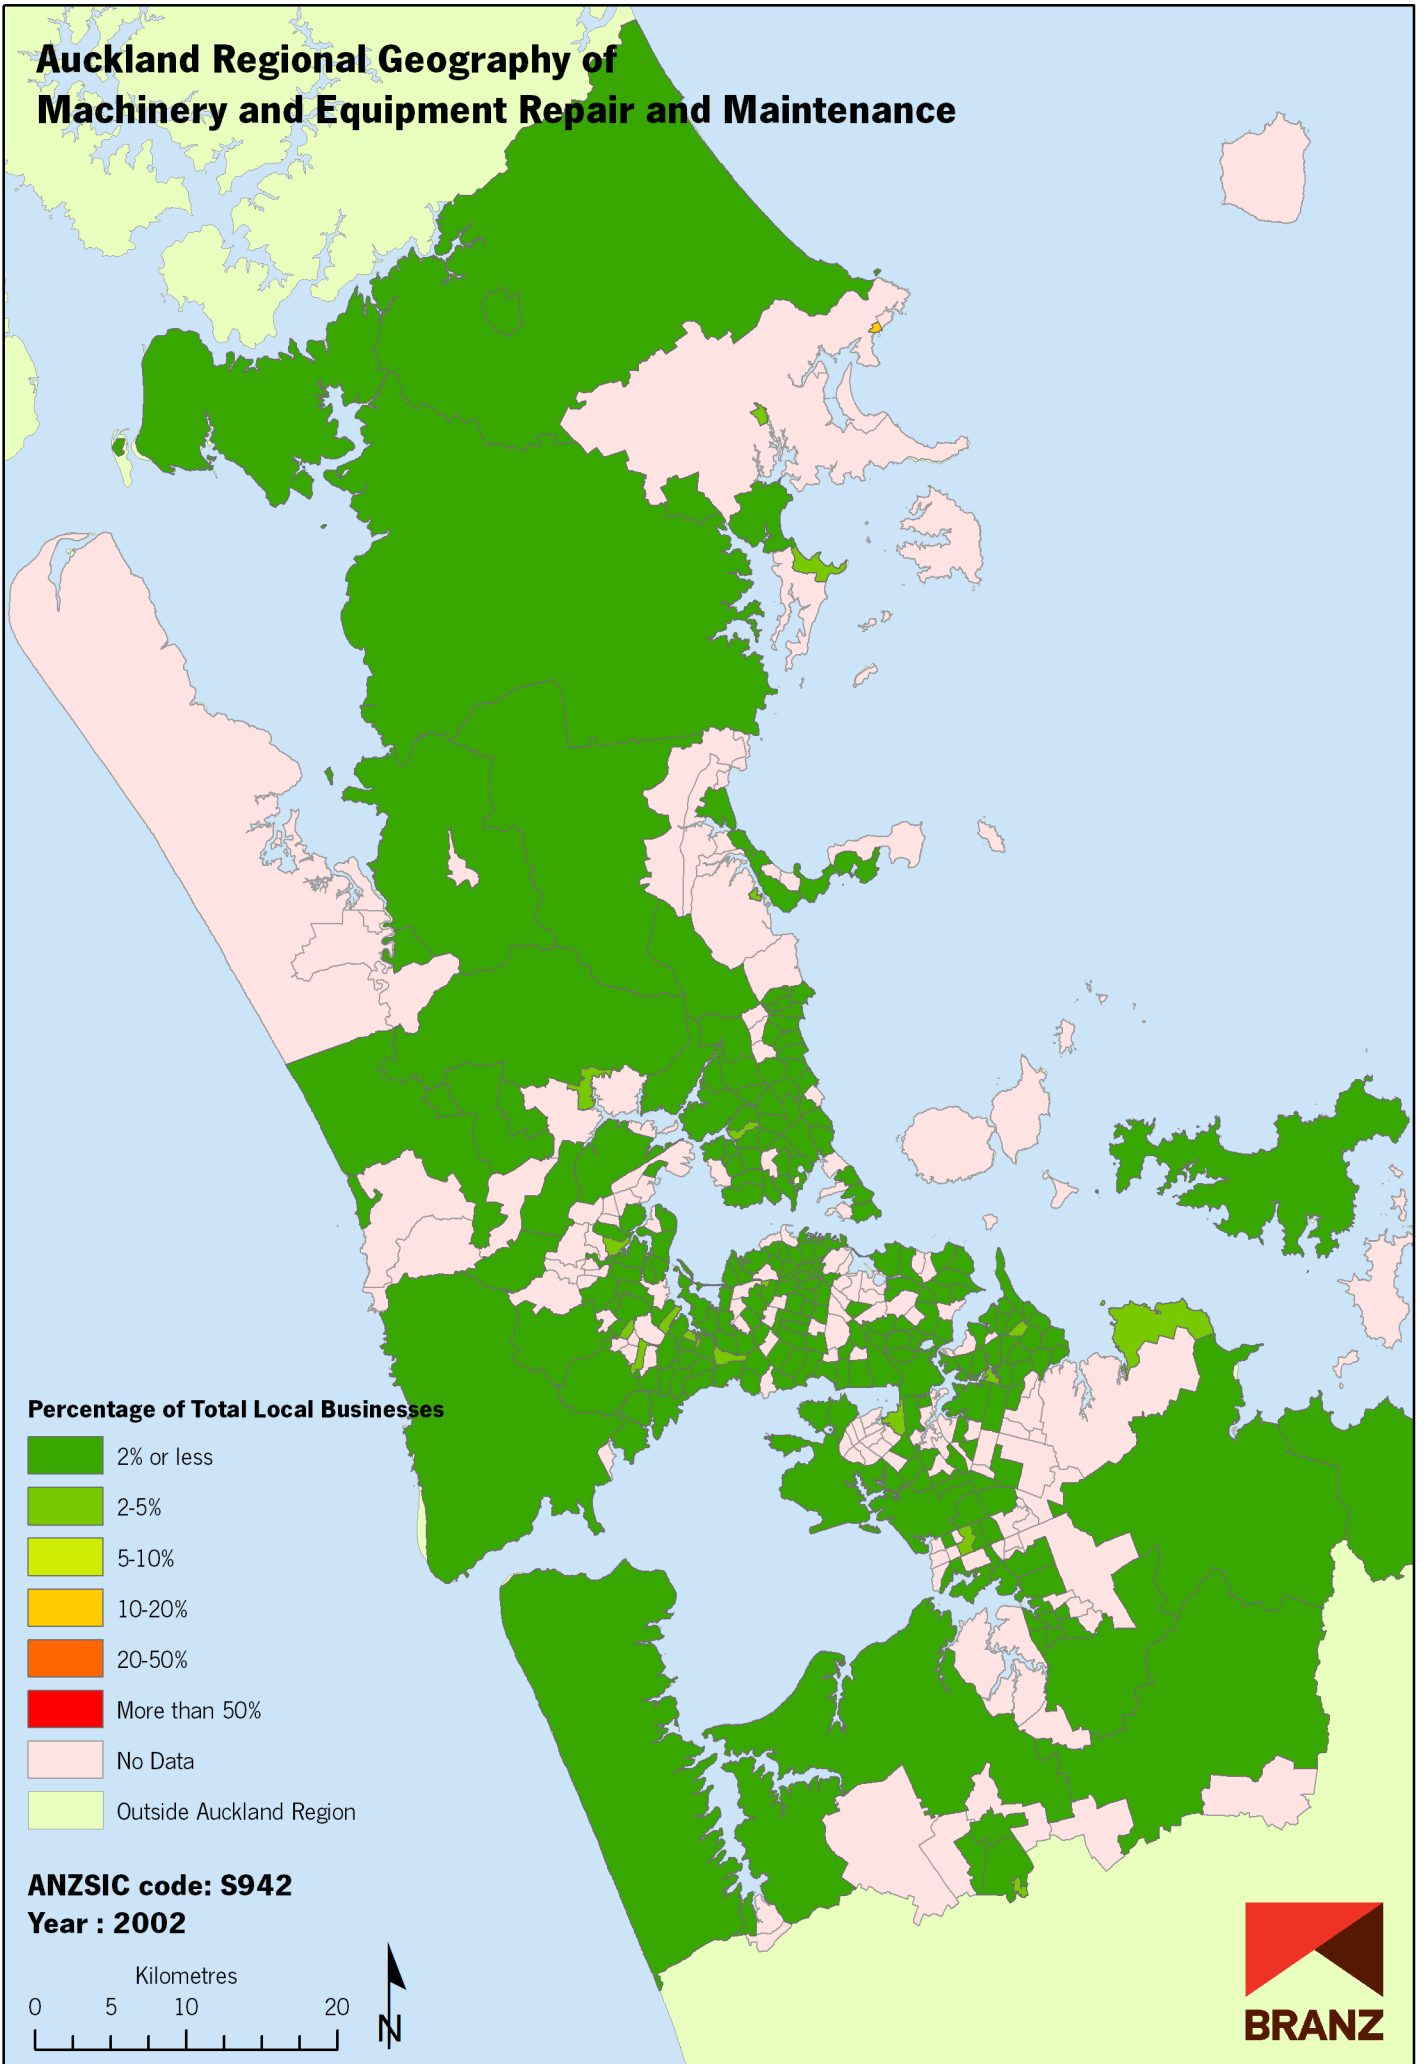 Auckland Regional Geography of
Machinery and Equipment Repair and Maintenance
Percentage of Total Local Businesses
2% or less
2-5%
5-10%
10-20%
20-50%
More than 50%
No Data
Outside Auckland Region
ANZSIC code: S942
Year : 2002
Kilometres
0 5 10 20
N
BRANZ